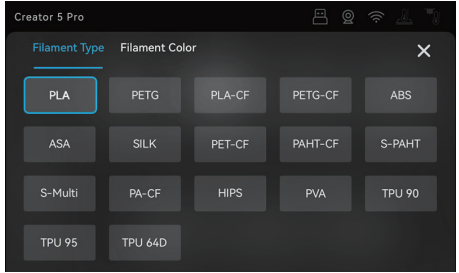 Creator 5 Pro
Filament Type Filament Color
PLA PETG PLA-CF PETG-CF ABS
ASA SILK PET-CF PAHT-CF S-PAHT
S-Multi PA-CF HIPS PVA TPU 90
TPU 95 TPU 64D